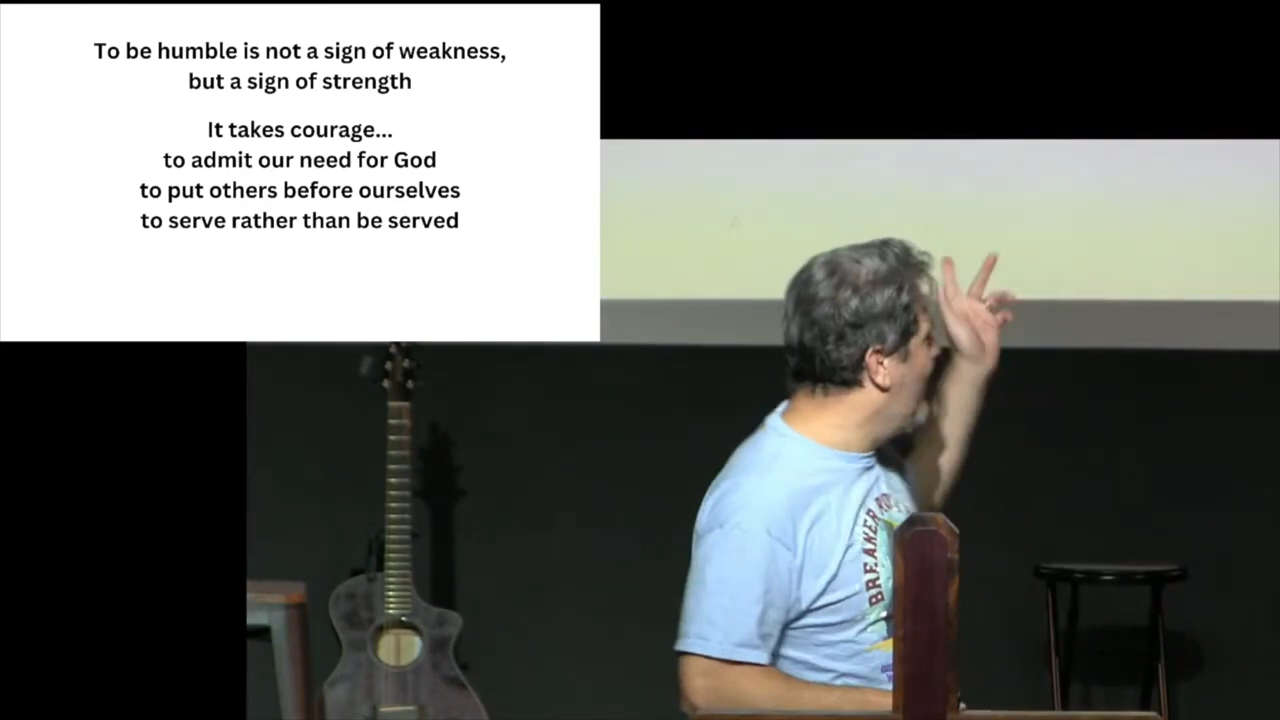 To be humble is not a sign of weakness,
but a sign of strength
It takes courage...
to admit our need for God
to put others before ourselves
to serve rather than be served
BREAKER